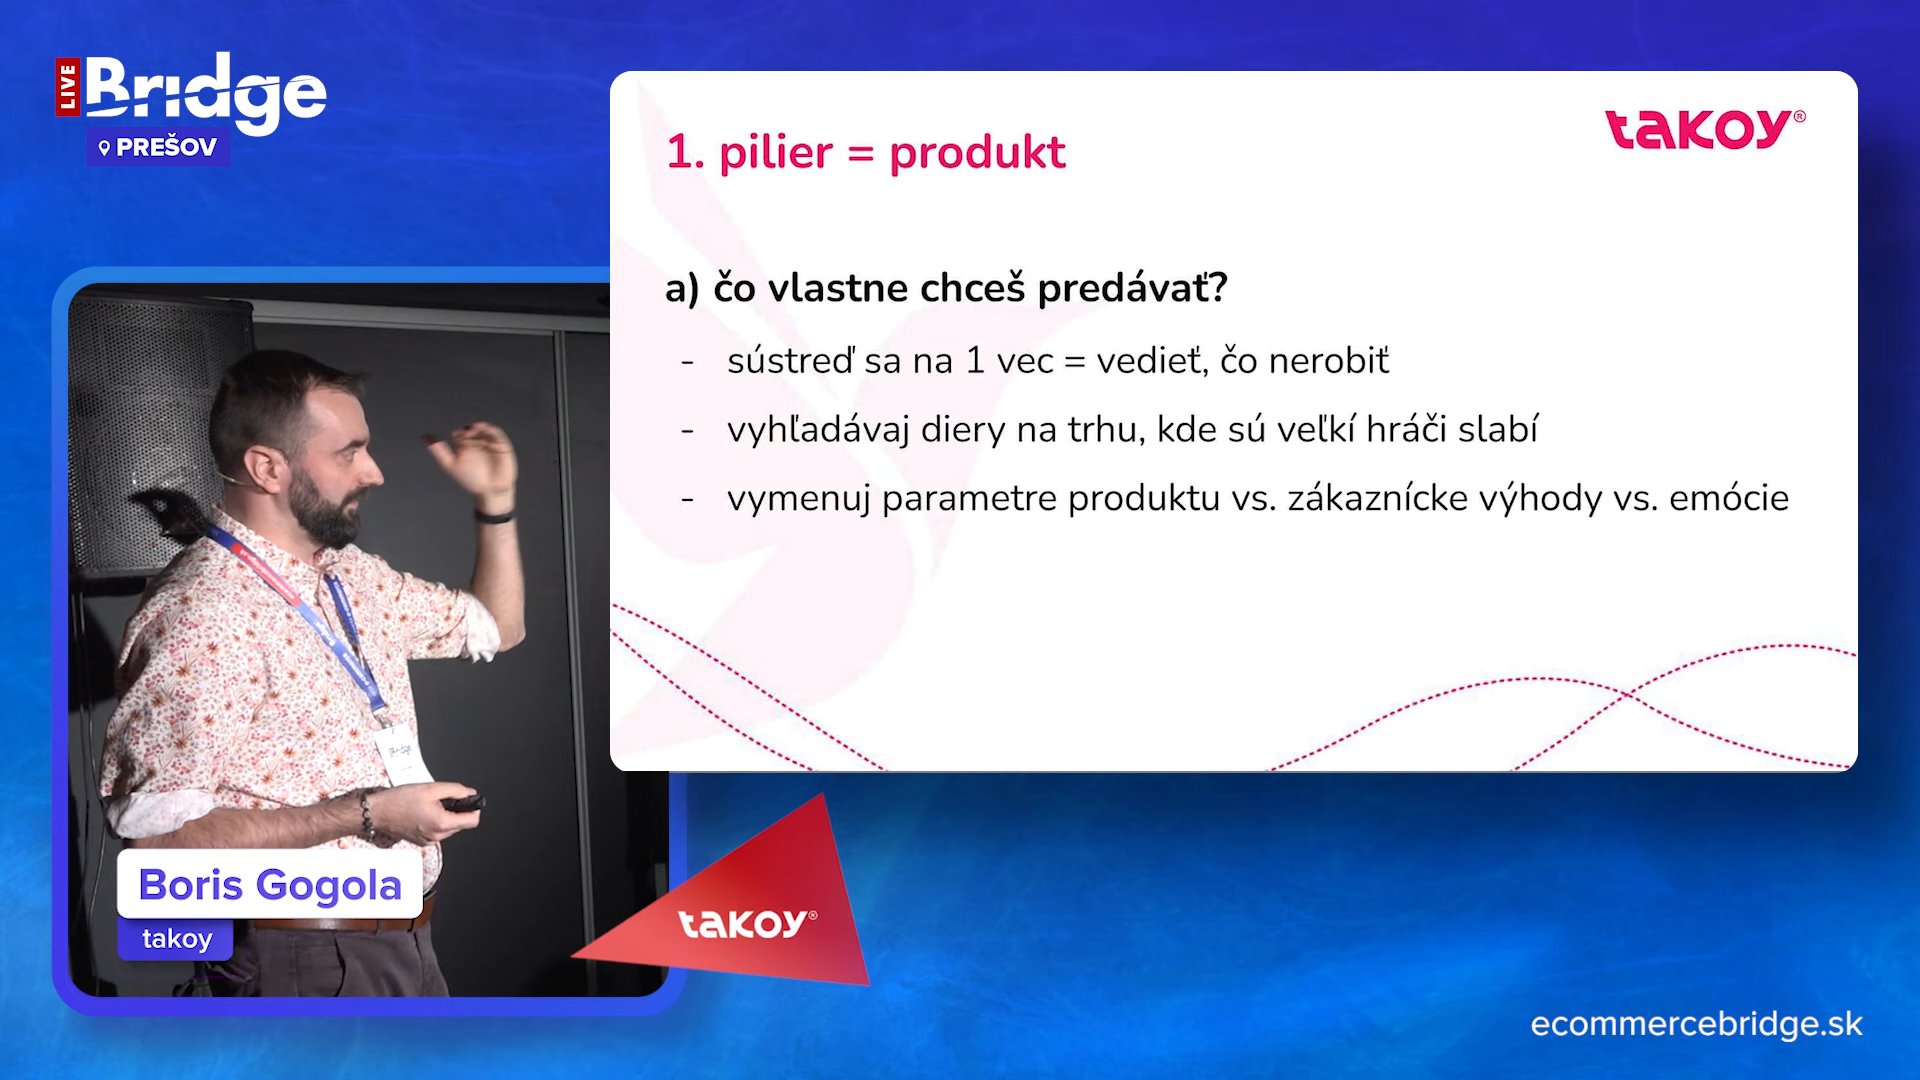 LIVE
Bridge
PREŠOV
takoy®
1. pilier = produkt
a) čo vlastne chceš predávať?
- sústreď sa na 1 vec = vedieť, čo nerobiť
- vyhľadávaj diery na trhu, kde sú veľkí hráči slabí
- vymenuj parametre produktu vs. zákaznícke výhody vs. emócie
Boris Gogola
takoy
takoy®
ecommercebridge.sk